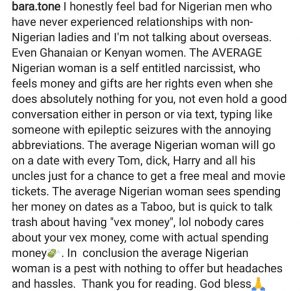 bara.tone I honestly feel bad for Nigerian men who
have never experienced relationships with non-
Nigerian ladies and I'm not talking about overseas.
Even Ghanaian or Kenyan women. The AVERAGE
Nigerian woman is a self entitled narcissist, who
feels money and gifts are her rights even when she
does absolutely nothing for you, not even hold a good
conversation either in person or via text, typing like
someone with epileptic seizures with the annoying
abbreviations. The average Nigerian woman will go
on a date with every Tom, dick, Harry and all his
uncles just for a chance to get a free meal and movie
tickets. The average Nigerian woman sees spending
her money on dates as a Taboo, but is quick to talk
trash about having "vex money", lol nobody cares
about your vex money, come with actual spending
money💸. In conclusion the average Nigerian
woman is a pest with nothing to offer but headaches
and hassles. Thank you for reading. God bless🙏